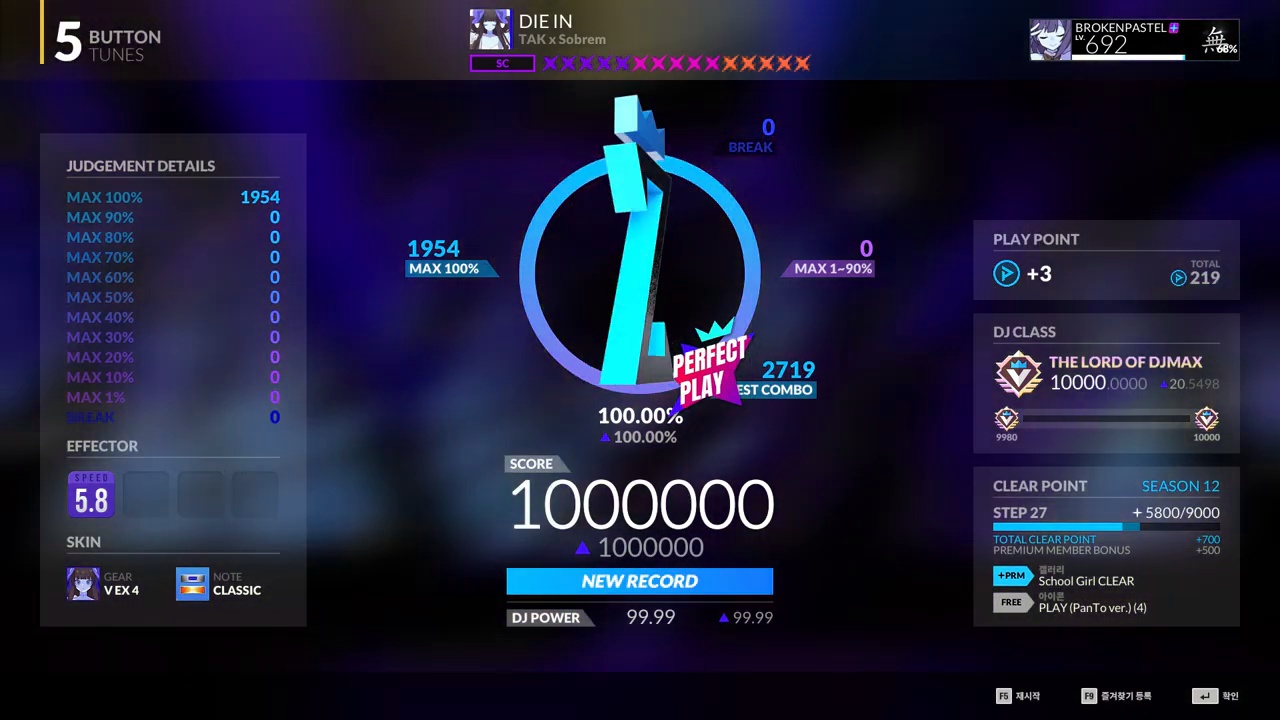 5 BUTTON TUNES
DIE IN
TAK x Sobrem
SC
BROKENPASTEL
LV. 692
無
68%
JUDGEMENT DETAILS
MAX 100% 1954
MAX 90% 0
MAX 80% 0
MAX 70% 0
MAX 60% 0
MAX 50% 0
MAX 40% 0
MAX 30% 0
MAX 20% 0
MAX 10% 0
MAX 1% 0
BREAK 0
EFFECTOR
SPEED
5.8
SKIN
GEAR
V EX 4
NOTE
CLASSIC
0
BREAK
1954
MAX 100%
0
MAX 1~90%
PERFECT
PLAY
2719
EST COMBO
100.00%
100.00%
SCORE
1000000
1000000
NEW RECORD
DJ POWER 99.99 99.99
PLAY POINT
+3
TOTAL
219
DJ CLASS
THE LORD OF DJMAX
10000.0000 20.5498
9980 10000
CLEAR POINT SEASON 12
STEP 27 + 5800/9000
TOTAL CLEAR POINT +700
PREMIUM MEMBER BONUS +500
+PRM 갤러리
School Girl CLEAR
FREE 아이콘
PLAY (PanTo ver.) (4)
F5 재시작
F9 즐겨찾기 등록
확인